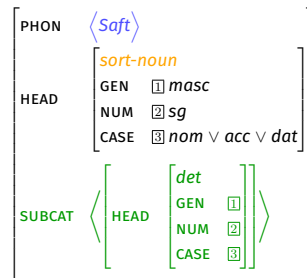 PHON ⟨Saft⟩
sort-noun
HEAD
GEN 1 masc
NUM 2 sg
CASE 3 nom ∨ acc ∨ dat
det
SUBCAT ⟨ HEAD GEN 1 ⟩
NUM 2
CASE 3